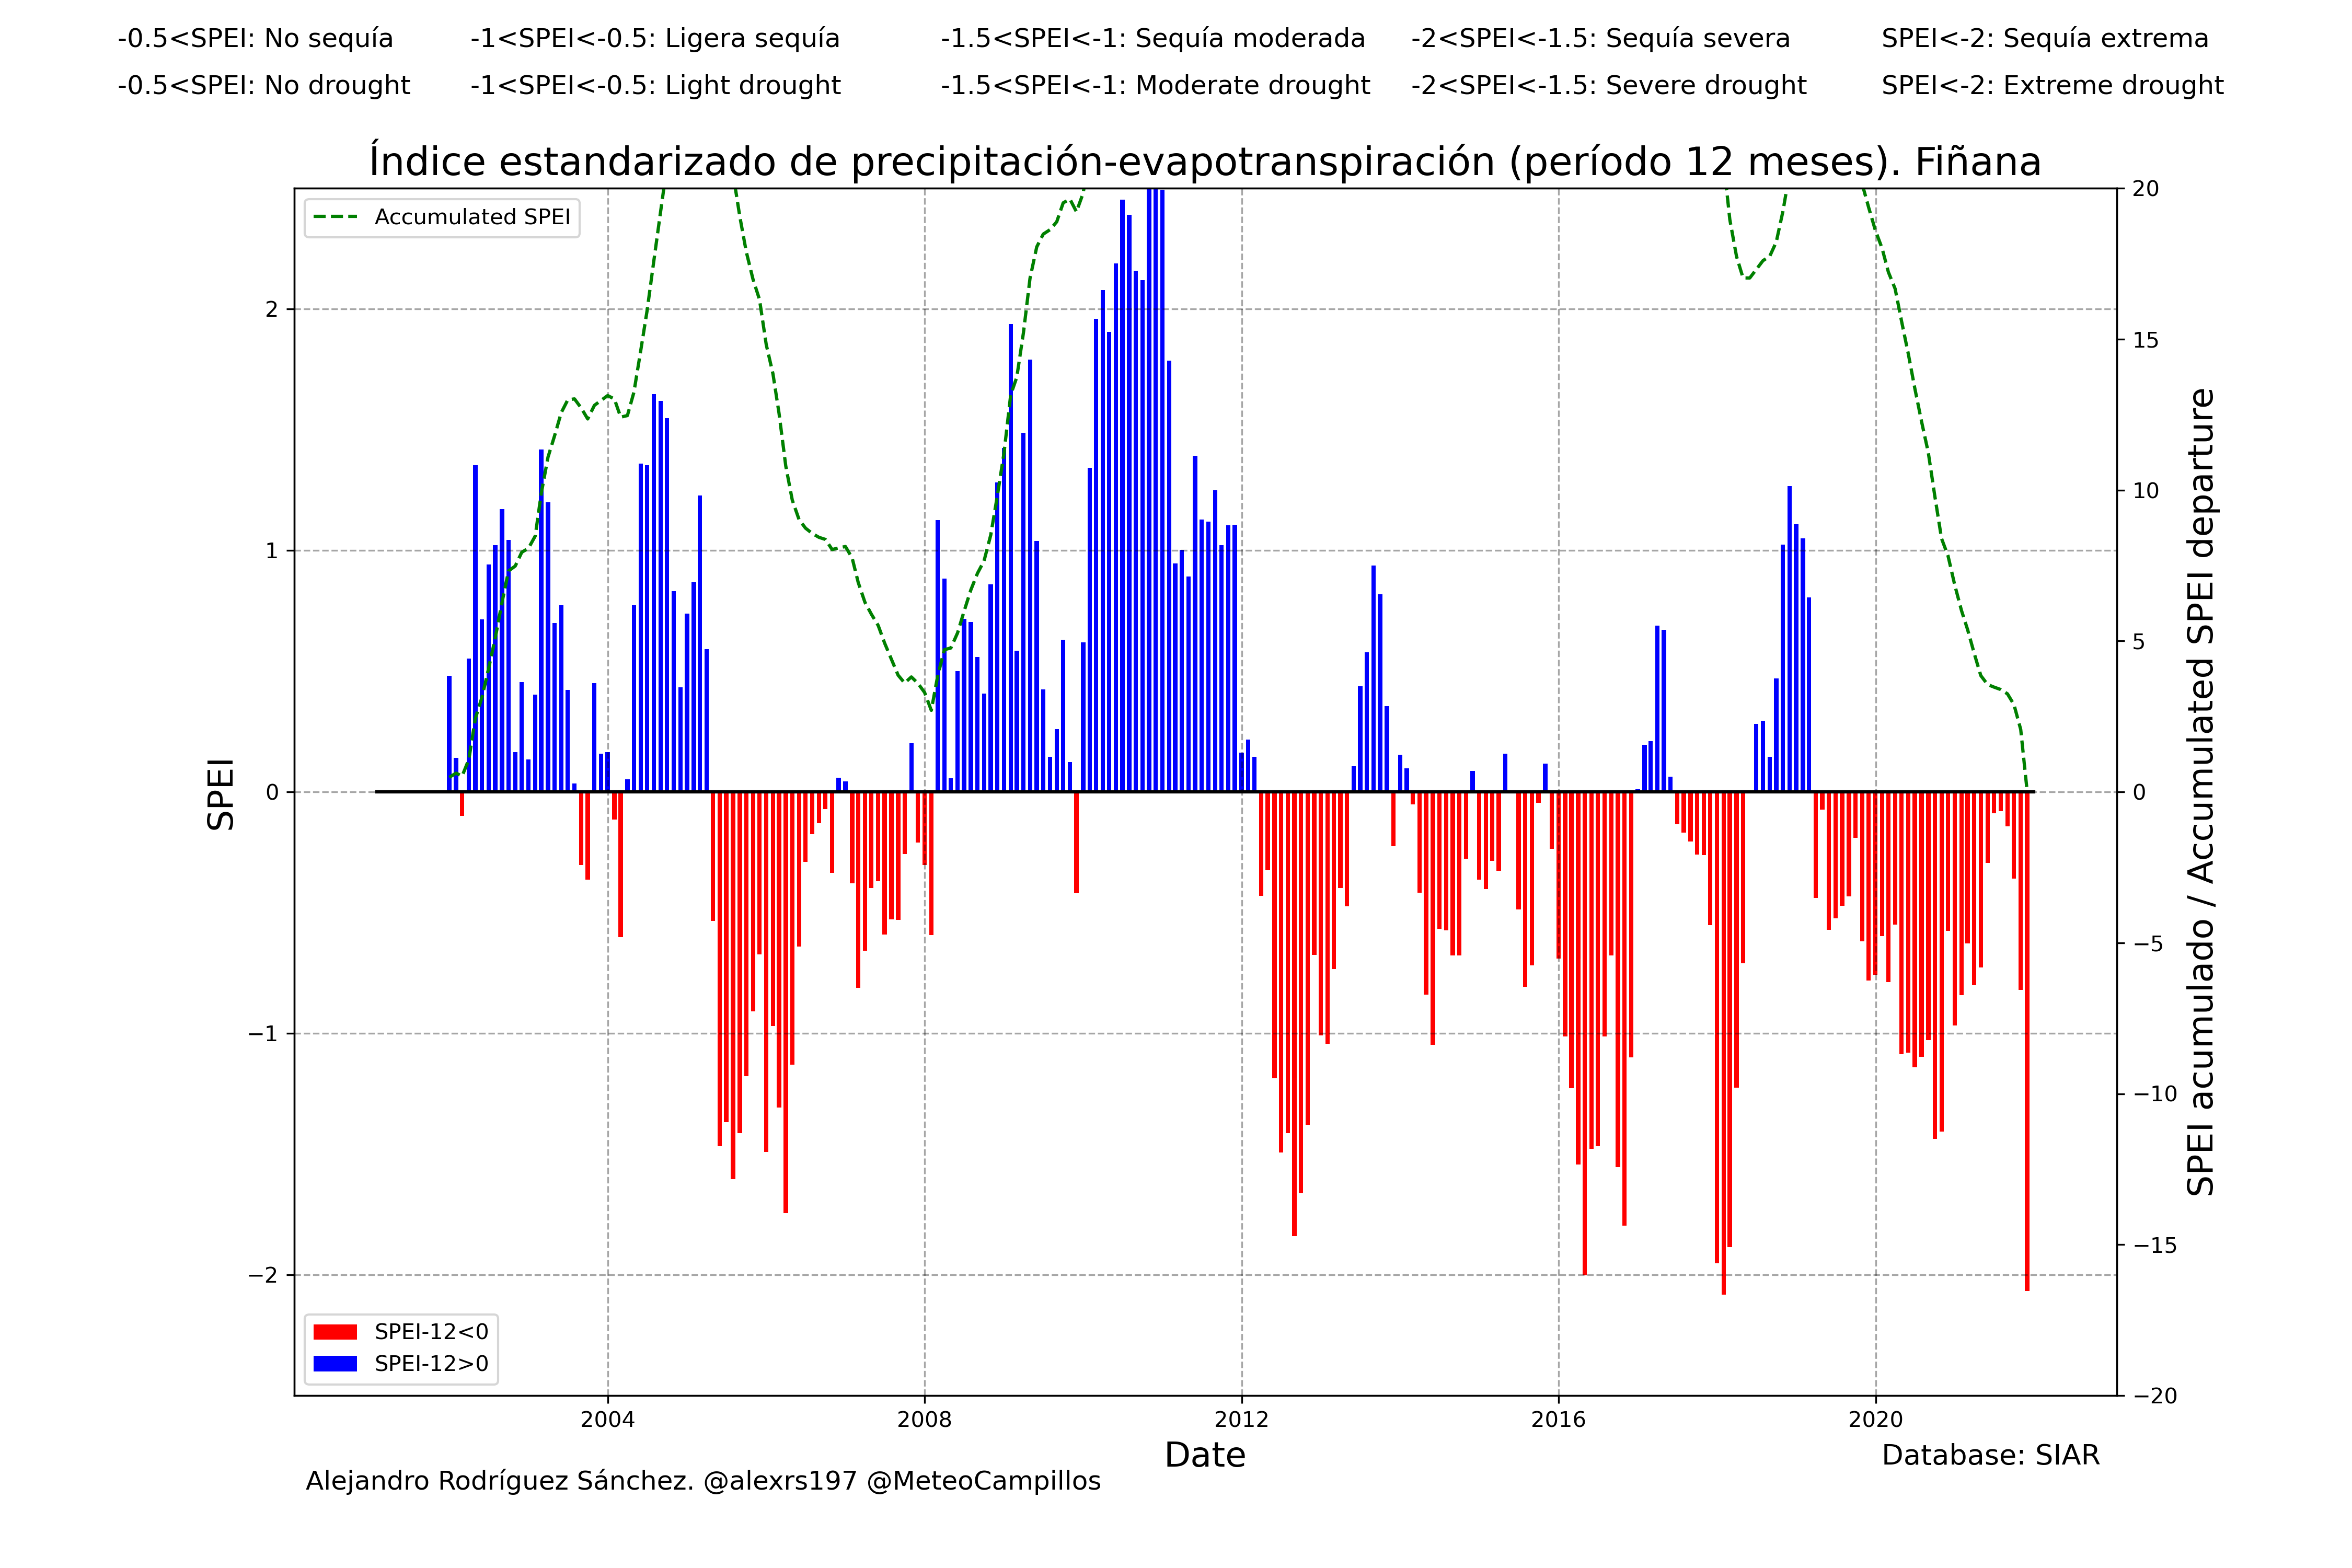 -0.5<SPEI: No sequía -1<SPEI<-0.5: Ligera sequía -1.5<SPEI<-1: Sequía moderada -2<SPEI<-1.5: Sequía severa SPEI<-2: Sequía extrema
-0.5<SPEI: No drought -1<SPEI<-0.5: Light drought -1.5<SPEI<-1: Moderate drought -2<SPEI<-1.5: Severe drought SPEI<-2: Extreme drought
Índice estandarizado de precipitación-evapotranspiración (período 12 meses). Fiñana
Accumulated SPEI
SPEI
2
1
0
−1
−2
20
15
10
5
0
−5
−10
−15
−20
SPEI acumulado / Accumulated SPEI departure
SPEI-12<0
SPEI-12>0
2004 2008 2012 2016 2020
Date
Database: SIAR
Alejandro Rodríguez Sánchez. @alexrs197 @MeteoCampillos